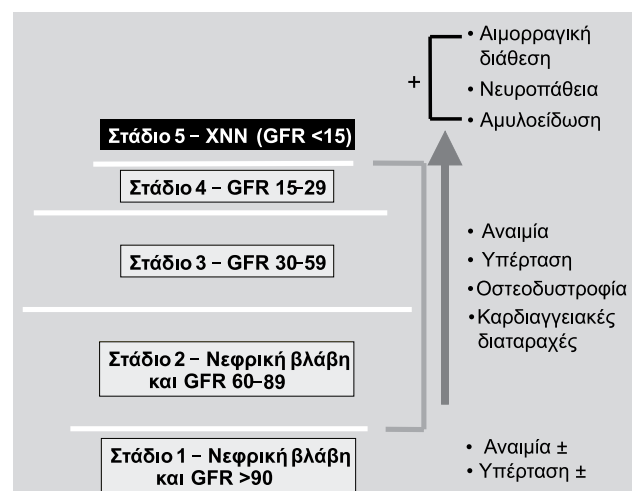 +
• Αιμορραγική
διάθεση
• Νευροπάθεια
• Αμυλοείδωση
Στάδιο 5 – ΧΝΝ (GFR <15)
Στάδιο 4 – GFR 15-29
Στάδιο 3 – GFR 30-59
Στάδιο 2 – Νεφρική βλάβη
και GFR 60–89
Στάδιο 1 – Νεφρική βλάβη
και GFR >90
• Αναιμία
• Υπέρταση
• Οστεοδυστροφία
• Καρδιαγγειακές
διαταραχές
• Αναιμία ±
• Υπέρταση ±